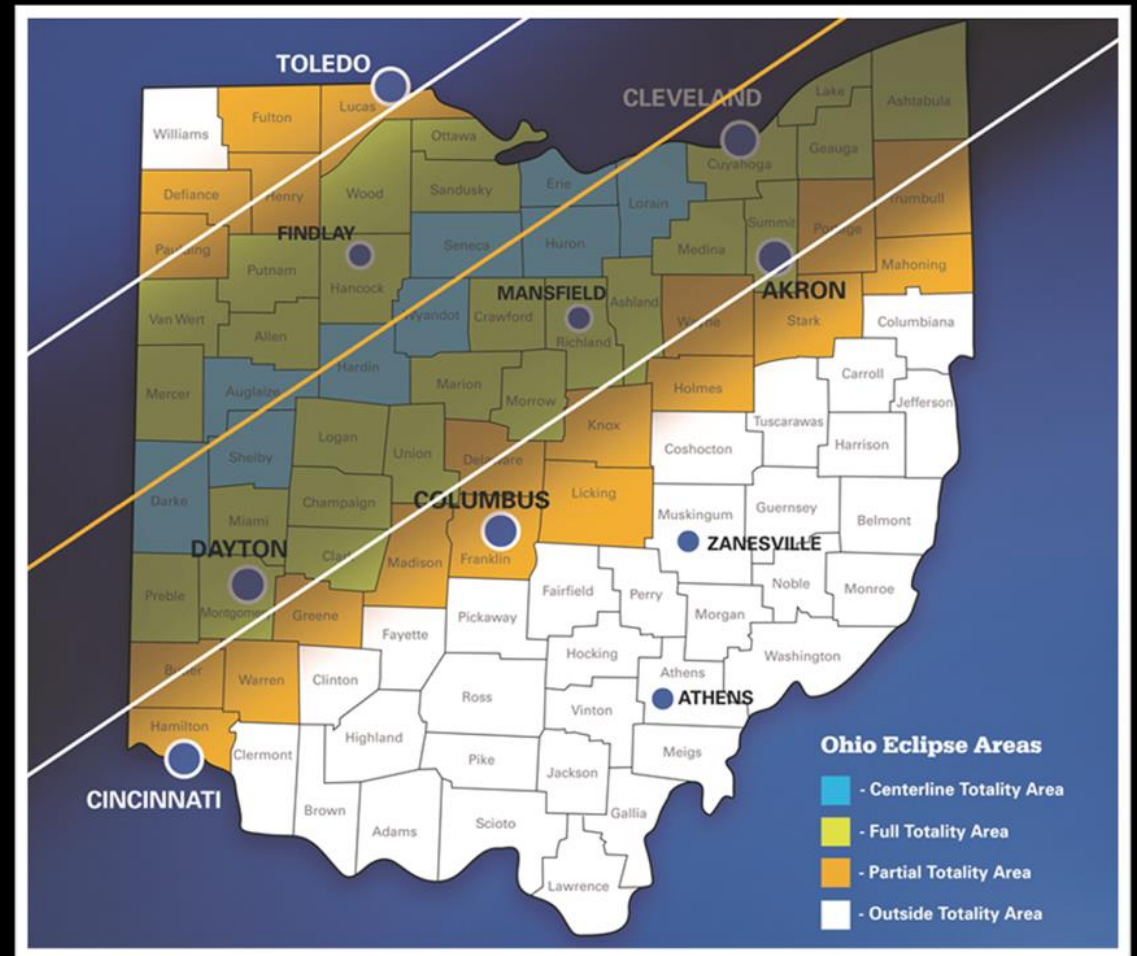 TOLEDO
Williams
Fulton
Lucas
CLEVELAND
Lake
Ashtabula
Ottawa
Cuyahoga
Geauga
Defiance
Henry
Wood
Sandusky
Erie
Lorain
Trumbull
FINDLAY
Paulding
Putnam
Hancock
Seneca
Huron
Medina
Summit
Portage
Mahoning
MANSFIELD
AKRON
Van Wert
Allen
Wyandot
Crawford
Richland
Ashland
Wayne
Stark
Columbiana
Mercer
Auglaize
Hardin
Marion
Morrow
Holmes
Carroll
Jefferson
Logan
Union
Delaware
Knox
Coshocton
Tuscarawas
Harrison
Darke
Shelby
Champaign
COLUMBUS
Licking
Muskingum
Guernsey
Belmont
Miami
DAYTON
Clark
Madison
Franklin
ZANESVILLE
Preble
Montgomery
Greene
Fayette
Pickaway
Fairfield
Perry
Morgan
Noble
Monroe
Butler
Warren
Clinton
Ross
Hocking
Athens
Washington
ATHENS
Hamilton
Clermont
Highland
Pike
Vinton
Meigs
CINCINNATI
Brown
Adams
Scioto
Jackson
Gallia
Lawrence
Ohio Eclipse Areas
- Centerline Totality Area
- Full Totality Area
- Partial Totality Area
- Outside Totality Area